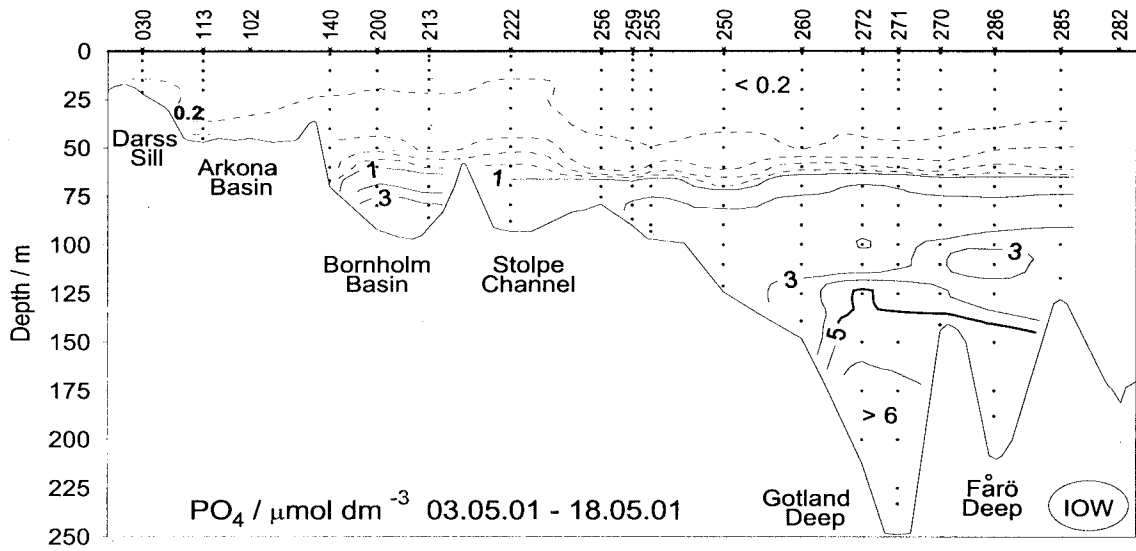 030 113 102 140 200 213 222 256 259 255 250 260 272 271 270 286 285 282
0
25
50
75
100
125
150
175
200
225
250
Depth / m
< 0.2
0.2
Darss
Sill
Arkona
Basin
1
3
1
Bornholm
Basin
Stolpe
Channel
3
3
5
> 6
Gotland
Deep
Fårö
Deep
IOW
PO4 / µmol dm-3 03.05.01 - 18.05.01